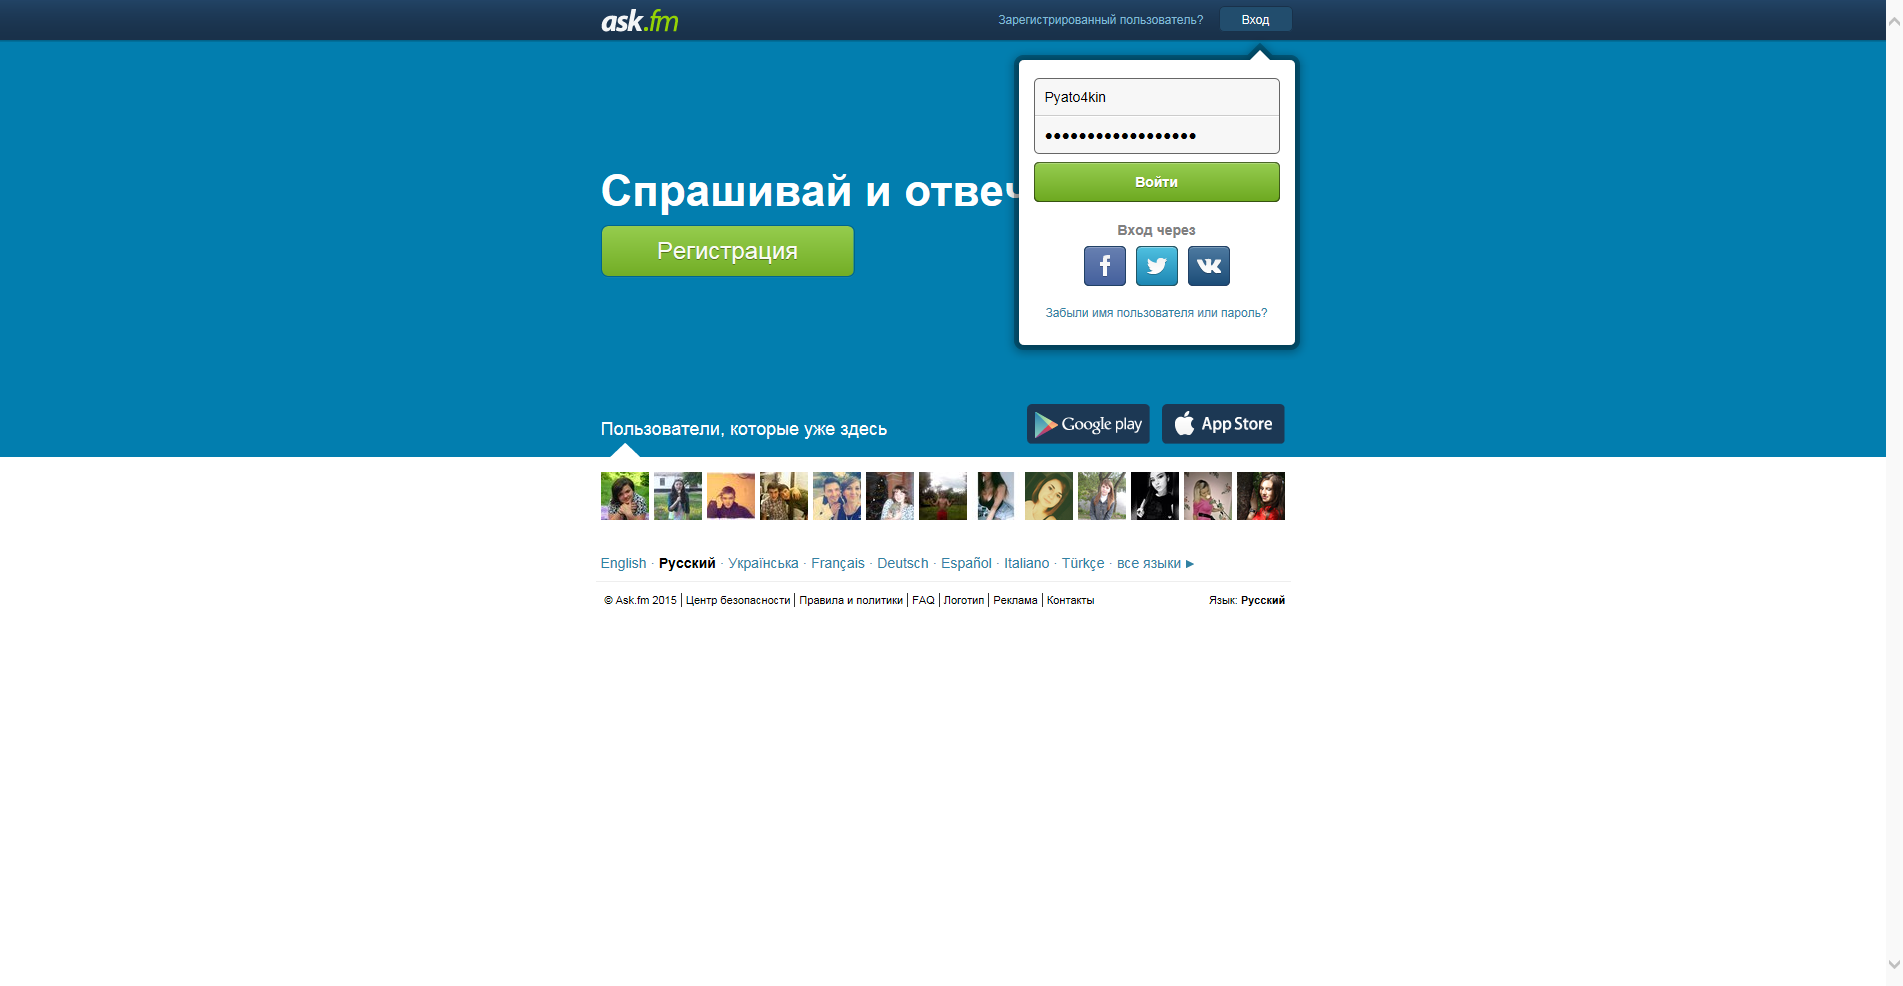 ask.fm
Зарегистрированный пользователь? Вход
Pyato4kin
••••••••••••••••••
Войти
Спрашивай и отвеч
Регистрация
Вход через
Забыли имя пользователя или пароль?
Пользователи, которые уже здесь
Google play
App Store
English · Русский · Українська · Français · Deutsch · Español · Italiano · Türkçe · все языки ►
© Ask.fm 2015 | Центр безопасности | Правила и политики | FAQ | Логотип | Реклама | Контакты Язык: Русский